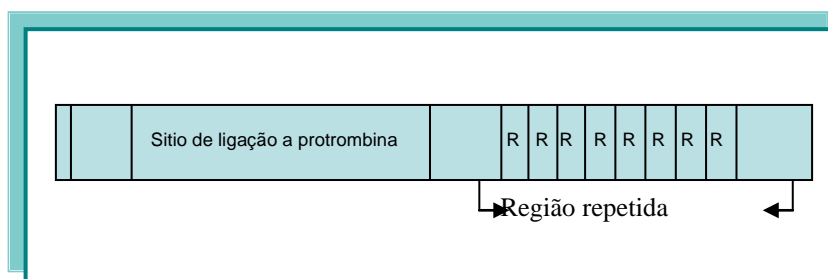 Sitio de ligação a protrombina R R R R R R R R
Região repetida